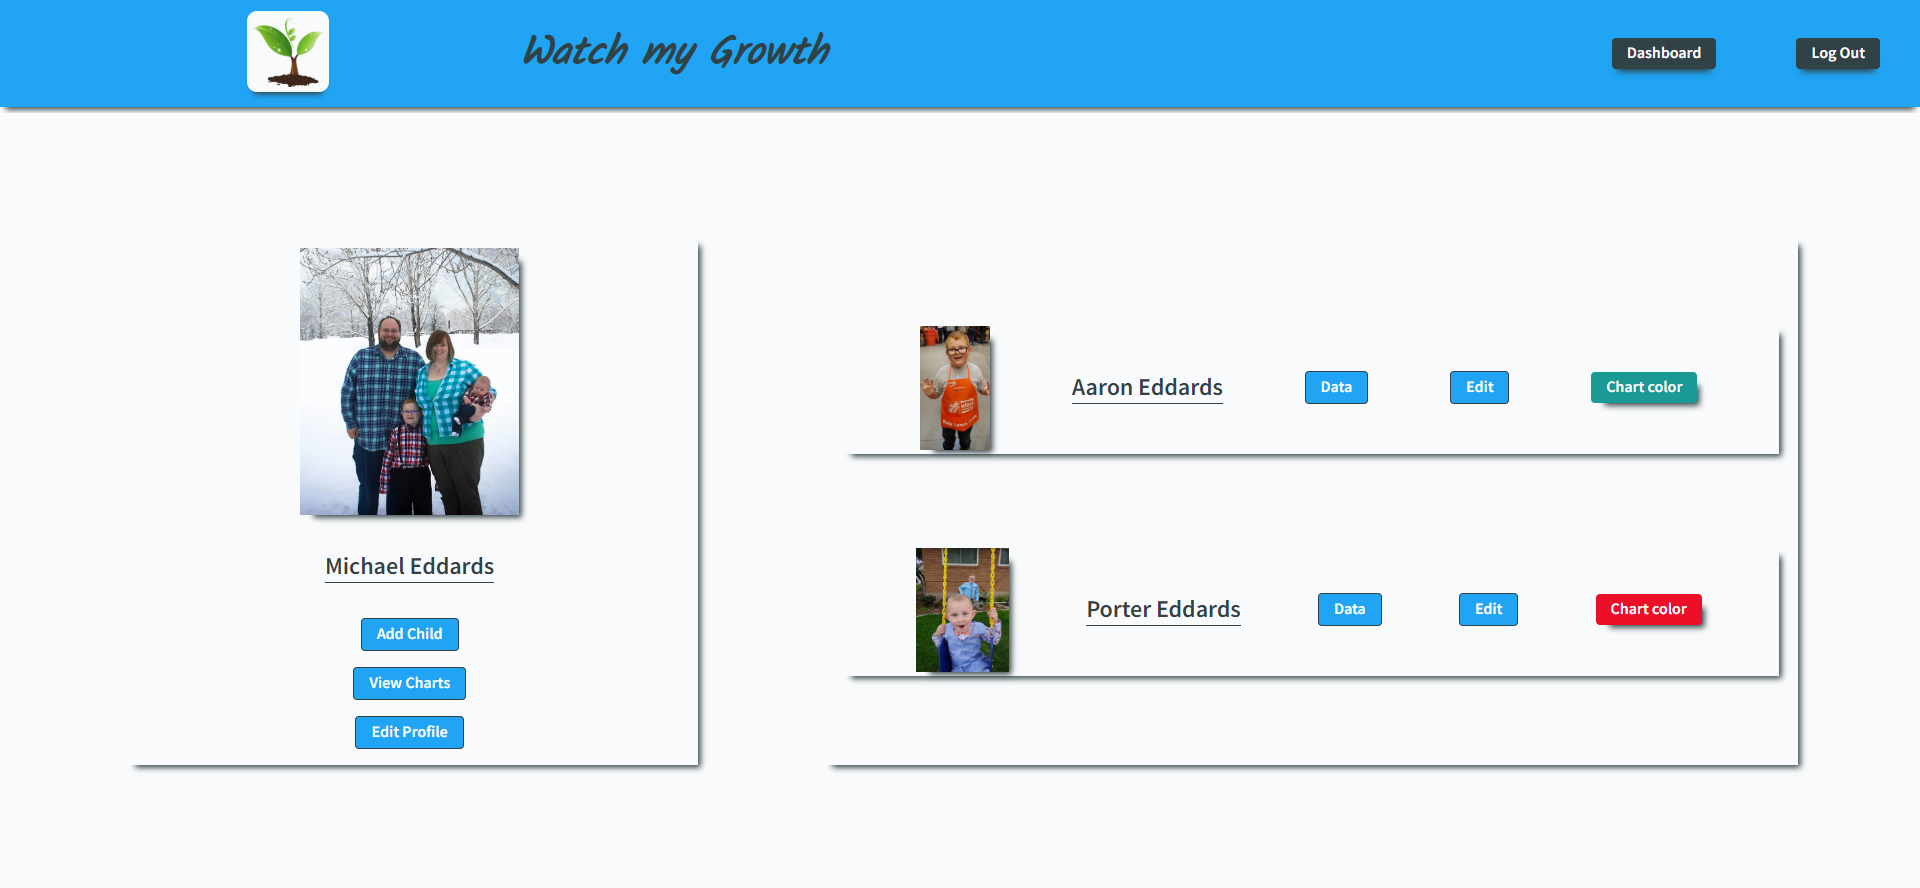 Watch my Growth
Dashboard
Log Out
Michael Eddards
Add Child
View Charts
Edit Profile
Aaron Eddards
Data
Edit
Chart color
Porter Eddards
Data
Edit
Chart color